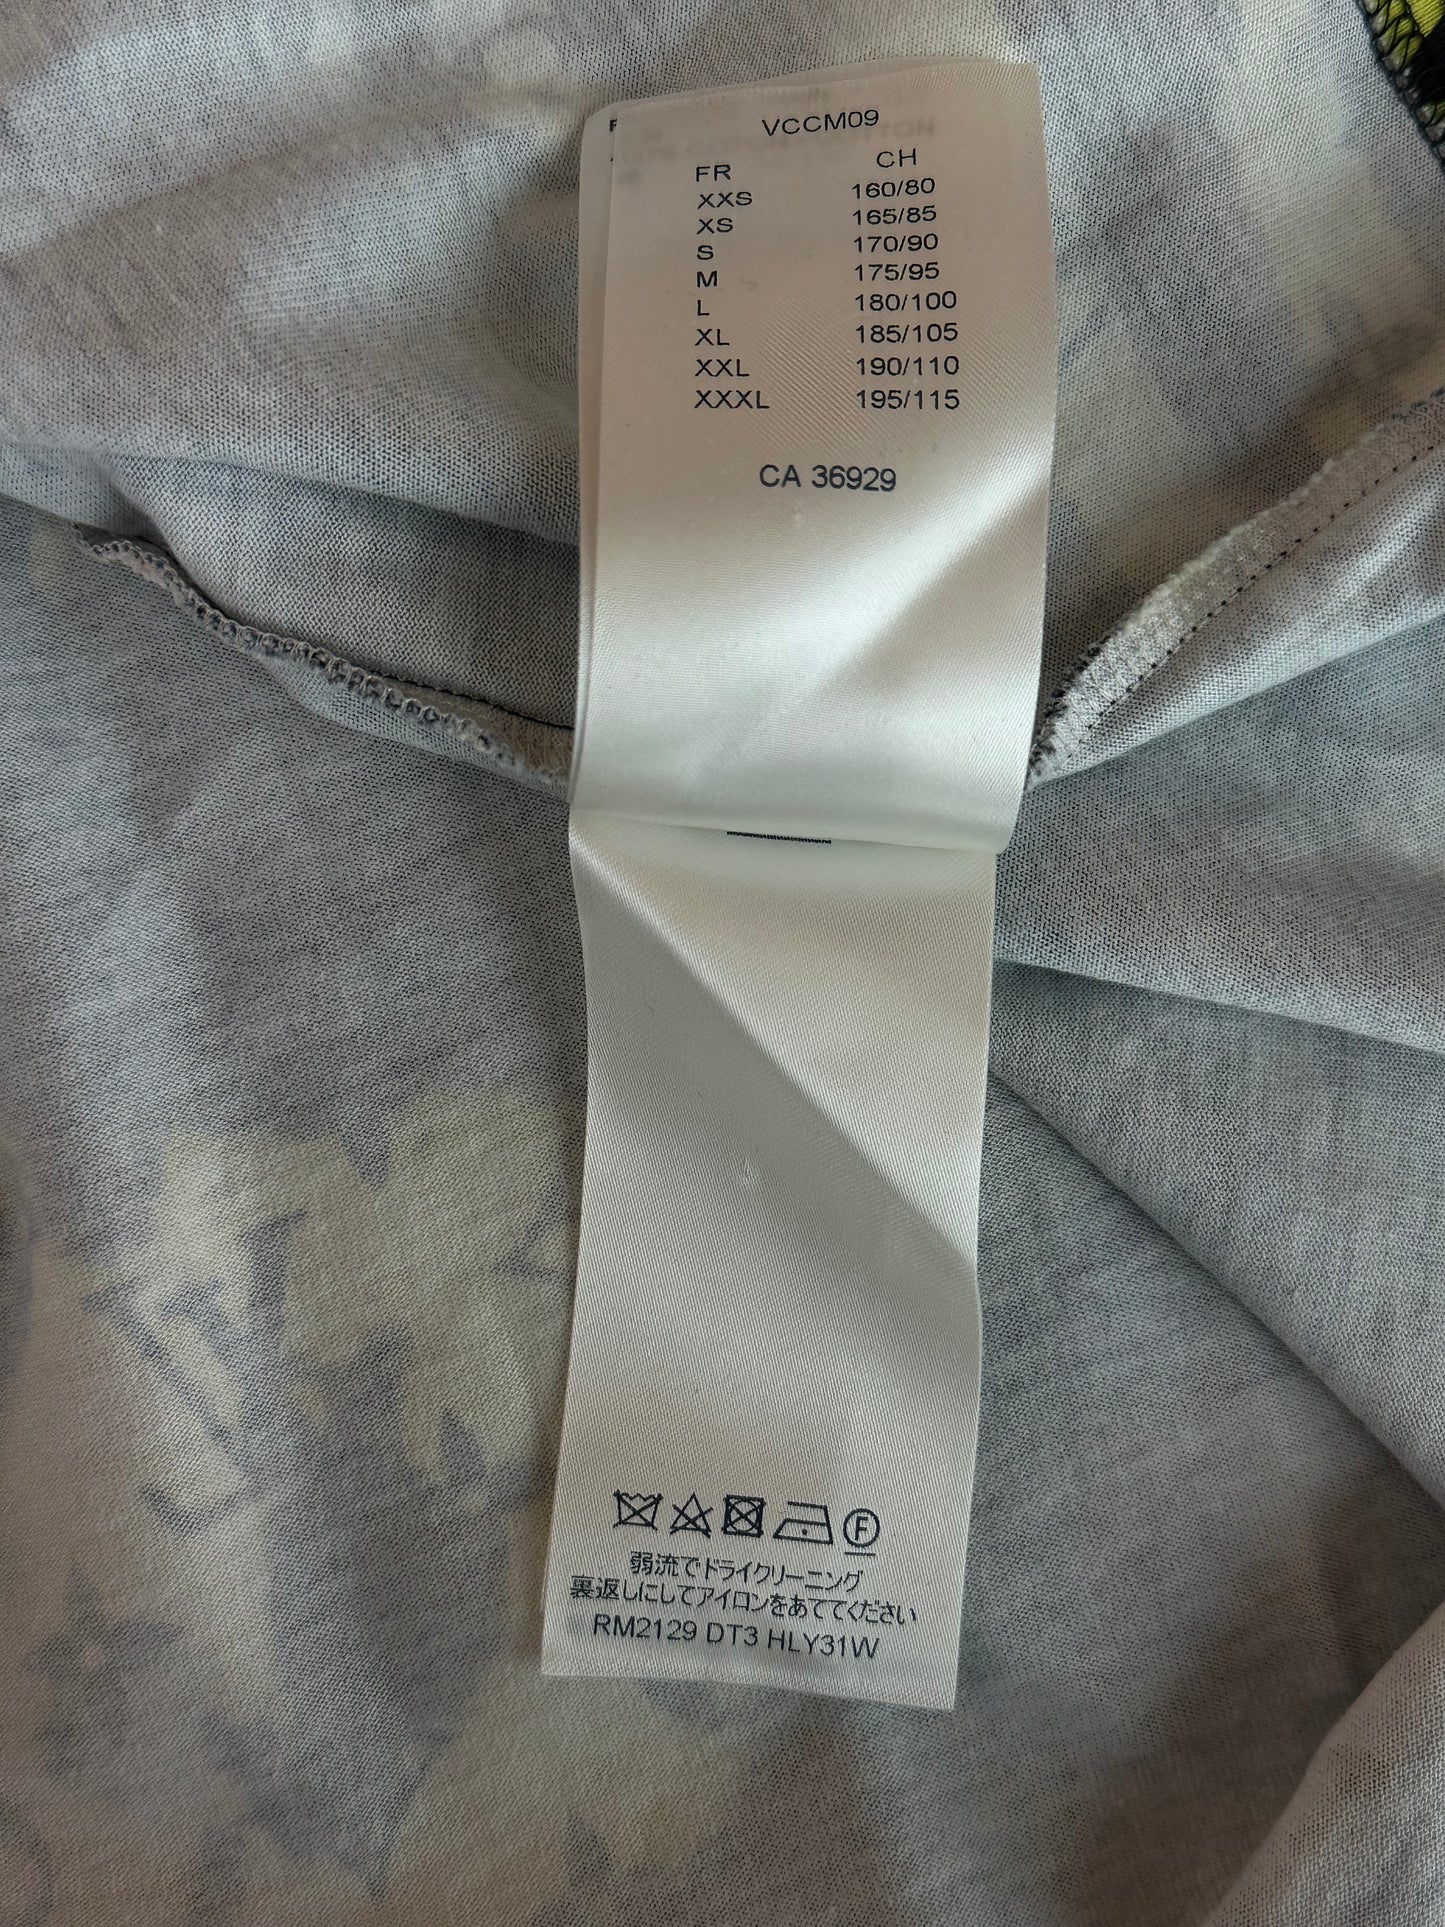 VCCM09
FR CH
XXS 160/80
XS 165/85
S 170/90
M 175/95
L 180/100
XL 185/105
XXL 190/110
XXXL 195/115
CA 36929
F
弱流でドライクリーニング
裏返しにしてアイロンをあててください
RM2129 DT3 HLY31W